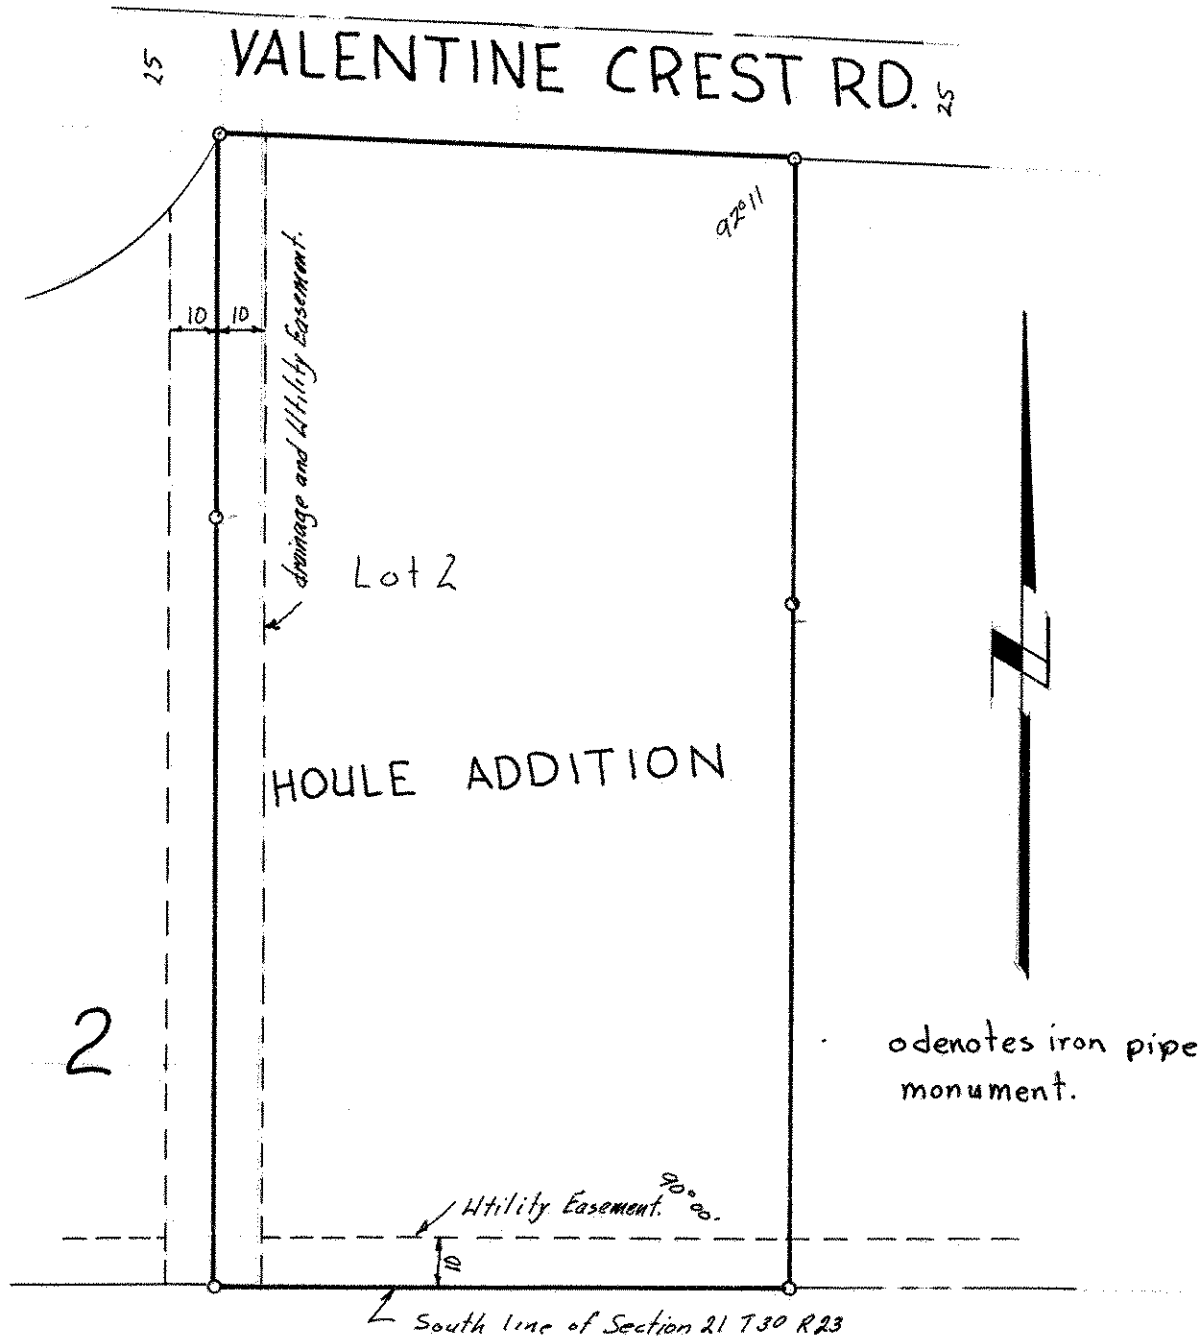 25
VALENTINE CREST RD.
25
92°11
10
10
drainage and Utility Easement.
Lot 2
HOULE ADDITION
N
2
o denotes iron pipe
monument.
Utility Easement.
90°00.
10
South line of Section 21 T30 R23